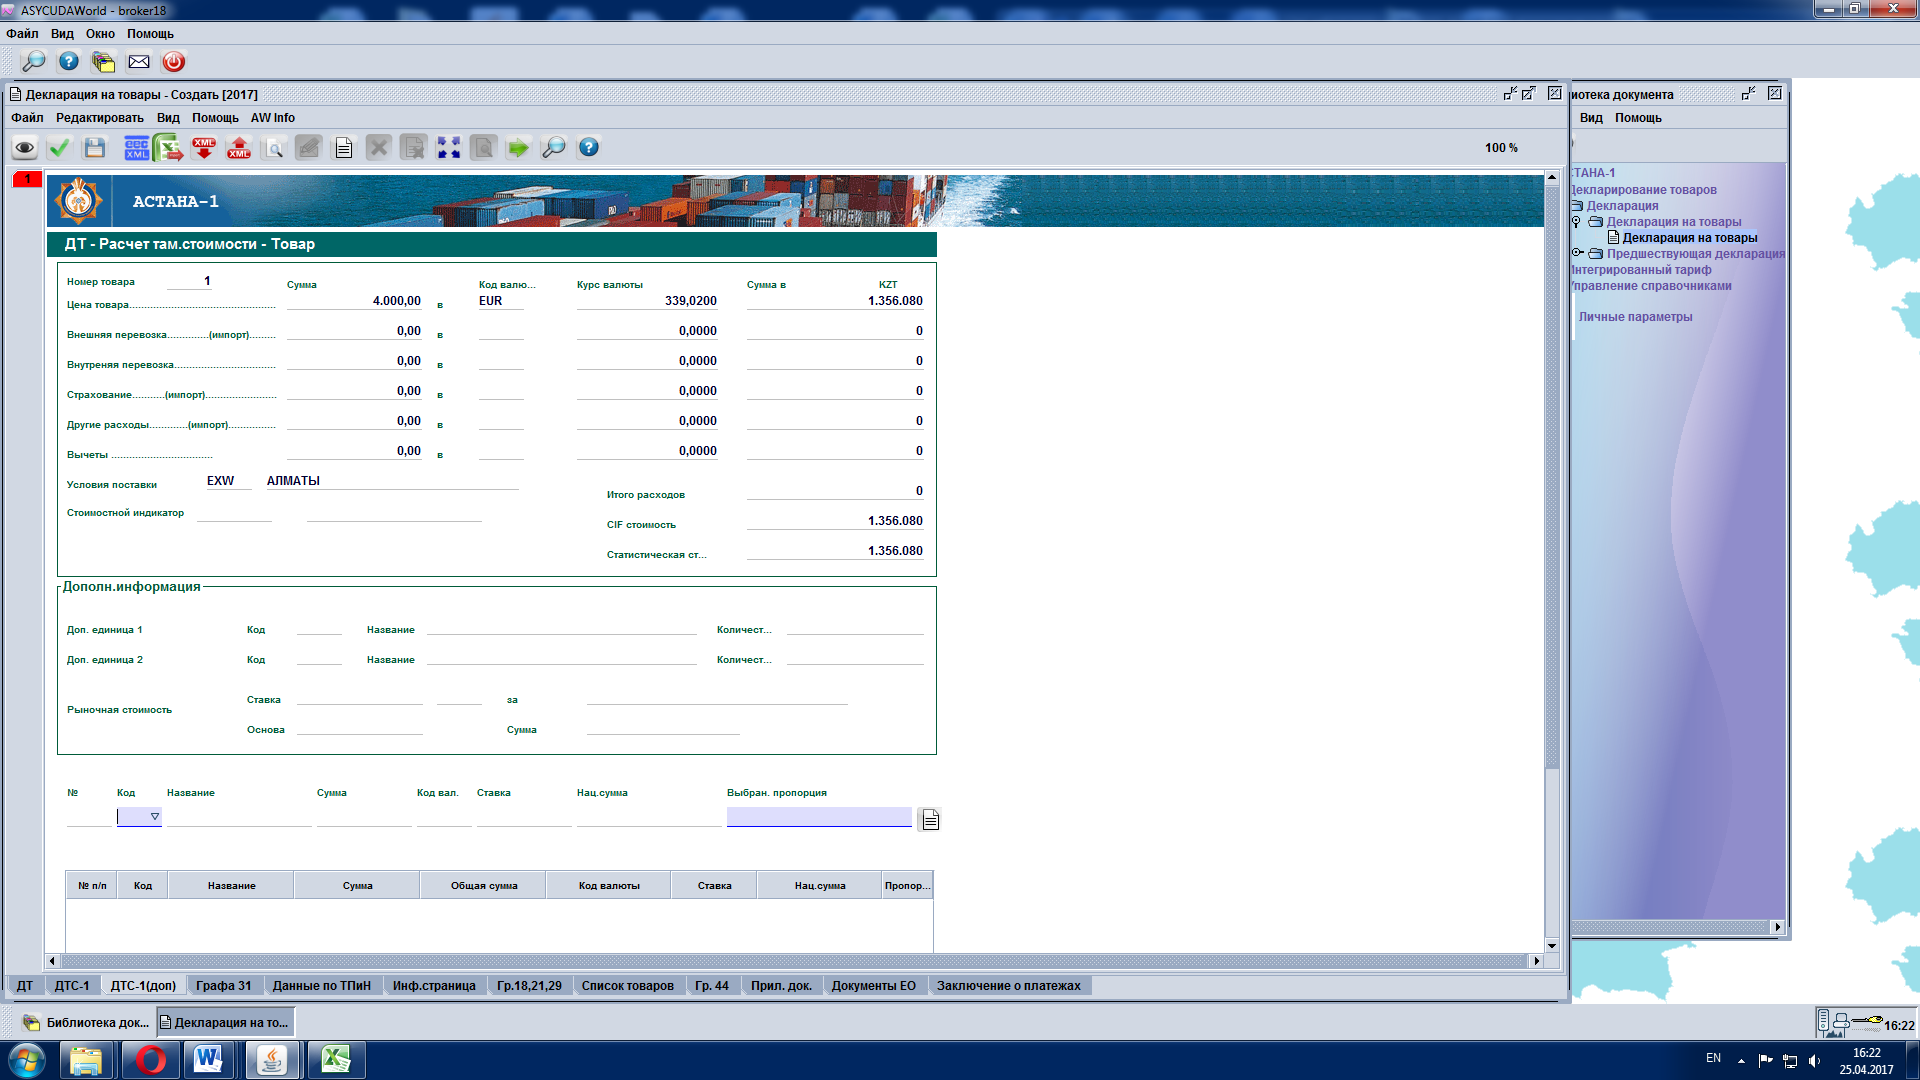 ASYCUDAWorld - broker18
Файл Вид Окно Помощь
Декларация на товары - Создать [2017]
Файл Редактировать Вид Помощь AW Info
100 %
1
АСТАНА-1
ДТ - Расчет там.стоимости - Товар
Номер товара 1 Сумма Код валю... Курс валюты Сумма в KZT
Цена товара 4.000,00 в EUR 339,0200 1.356.080
Внешняя перевозка..............(импорт)......... 0,00 в 0,0000 0
Внутреняя перевозка 0,00 в 0,0000 0
Страхование...........(импорт) 0,00 в 0,0000 0
Другие расходы.............(импорт) 0,00 в 0,0000 0
Вычеты 0,00 в 0,0000 0
Условия поставки EXW АЛМАТЫ
Итого расходов 0
Стоимостной индикатор
CIF стоимость 1.356.080
Статистическая ст... 1.356.080
Дополн.информация
Доп. единица 1 Код Название Количест...
Доп. единица 2 Код Название Количест...
Рыночная стоимость Ставка за
Основа Сумма
№ Код Название Сумма Код вал. Ставка Нац.сумма Выбран. пропорция
№ п/п Код Название Сумма Общая сумма Код валюты Ставка Нац.сумма Пропор...
ДТ ДТС-1 ДТС-1(доп) Графа 31 Данные по ТПиН Инф.страница Гр.18,21,29 Список товаров Гр. 44 Прил. док. Документы ЕО Заключение о платежах
иотека документа
Вид Помощь
СТАНА-1
Декларирование товаров
Декларация
Декларация на товары
Декларация на товары
Предшествующая декларация
Интегрированный тариф
Управление справочниками
Личные параметры
Библиотека док... Декларация на то...
16:22
EN
16:22
25.04.2017